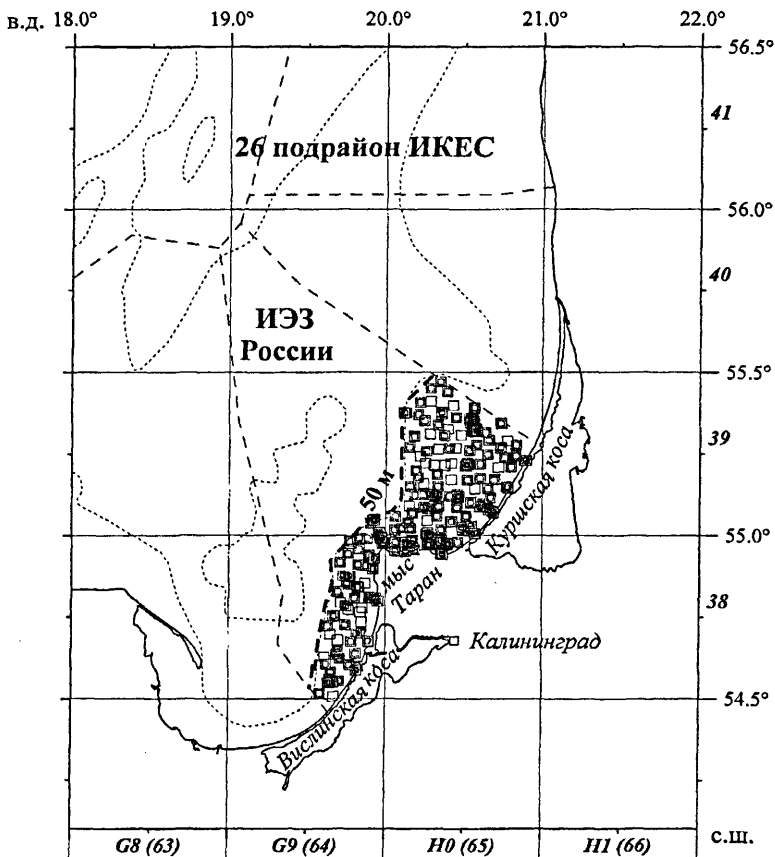 в.д. 18.0° 19.0° 20.0° 21.0° 22.0°
56.5°
41
26 подрайон ИКЕС
56.0°
40
ИЭЗ
России
55.5°
39
50 м
Куршская коса
55.0°
мыс
Таран
38
Калининград
Вислинская коса
54.5°
с.ш.
G8 (63) G9 (64) H0 (65) H1 (66)